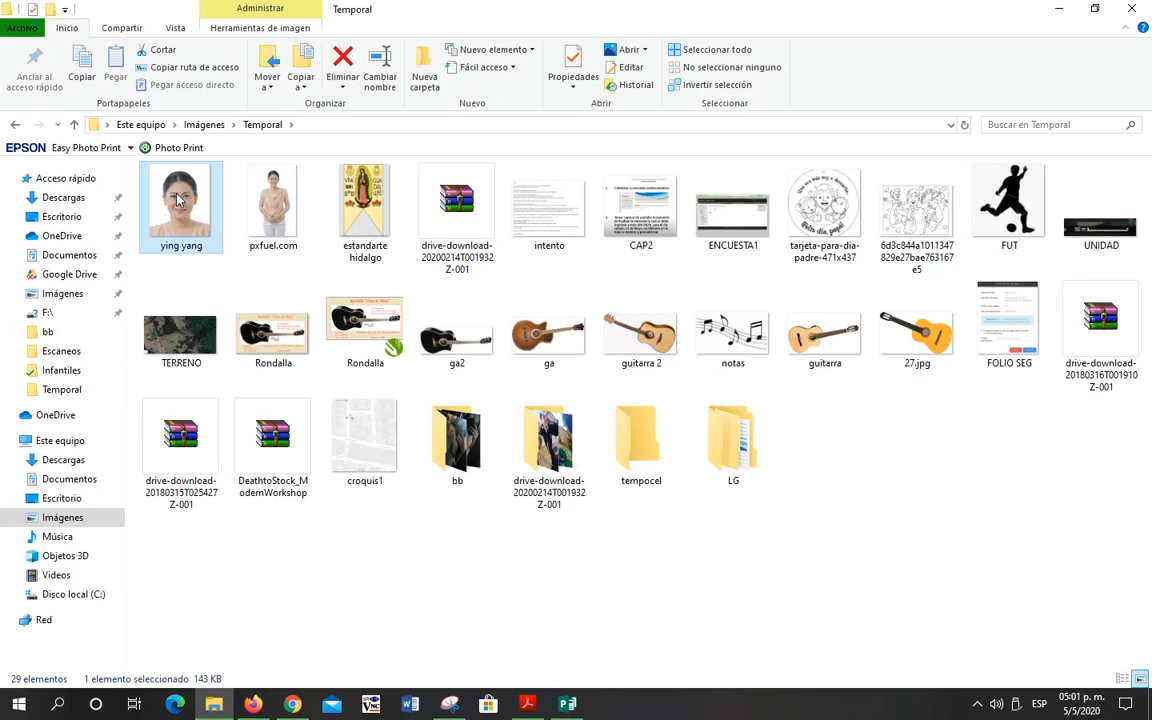 Administrar
Temporal
Archivo
Inicio
Compartir
Vista
Herramientas de imagen
Anclar al acceso rápido
Copiar
Pegar
Cortar
Copiar ruta de acceso
Pegar acceso directo
Portapapeles
Mover a
Copiar a
Eliminar
Cambiar nombre
Organizar
Nueva carpeta
Nuevo elemento
Fácil acceso
Nuevo
Propiedades
Abrir
Editar
Historial
Abrir
Seleccionar todo
No seleccionar ninguno
Invertir selección
Seleccionar
Este equipo > Imágenes > Temporal >
Buscar en Temporal
EPSON Easy Photo Print
Photo Print
Acceso rápido
Descargas
Escritorio
OneDrive
Documentos
Google Drive
Imágenes
F:\
bb
Escaneos
Infantiles
Temporal
OneDrive
Este equipo
Descargas
Documentos
Escritorio
Imágenes
Música
Objetos 3D
Videos
Disco local (C:)
Red
ying yang
pxfuel.com
estandarte
hidalgo
drive-download-
20200214T001932
Z-001
intento
CAP2
ENCUESTA1
tarjeta-para-dia-
padre-471x437
6d3c844a1011347
829e27bae763167
e5
FUT
UNIDAD
TERRENO
Rondalla
Rondalla
ga2
ga
guitarra 2
notas
guitarra
27.jpg
FOLIO SEG
drive-download-
20180316T001910
Z-001
drive-download-
20180315T025427
Z-001
DeathtoStock_M
odernWorkshop
croquis1
bb
drive-download-
20200214T001932
Z-001
tempocel
LG
29 elementos
1 elemento seleccionado 143 KB
ESP
05:01 p. m.
5/5/2020